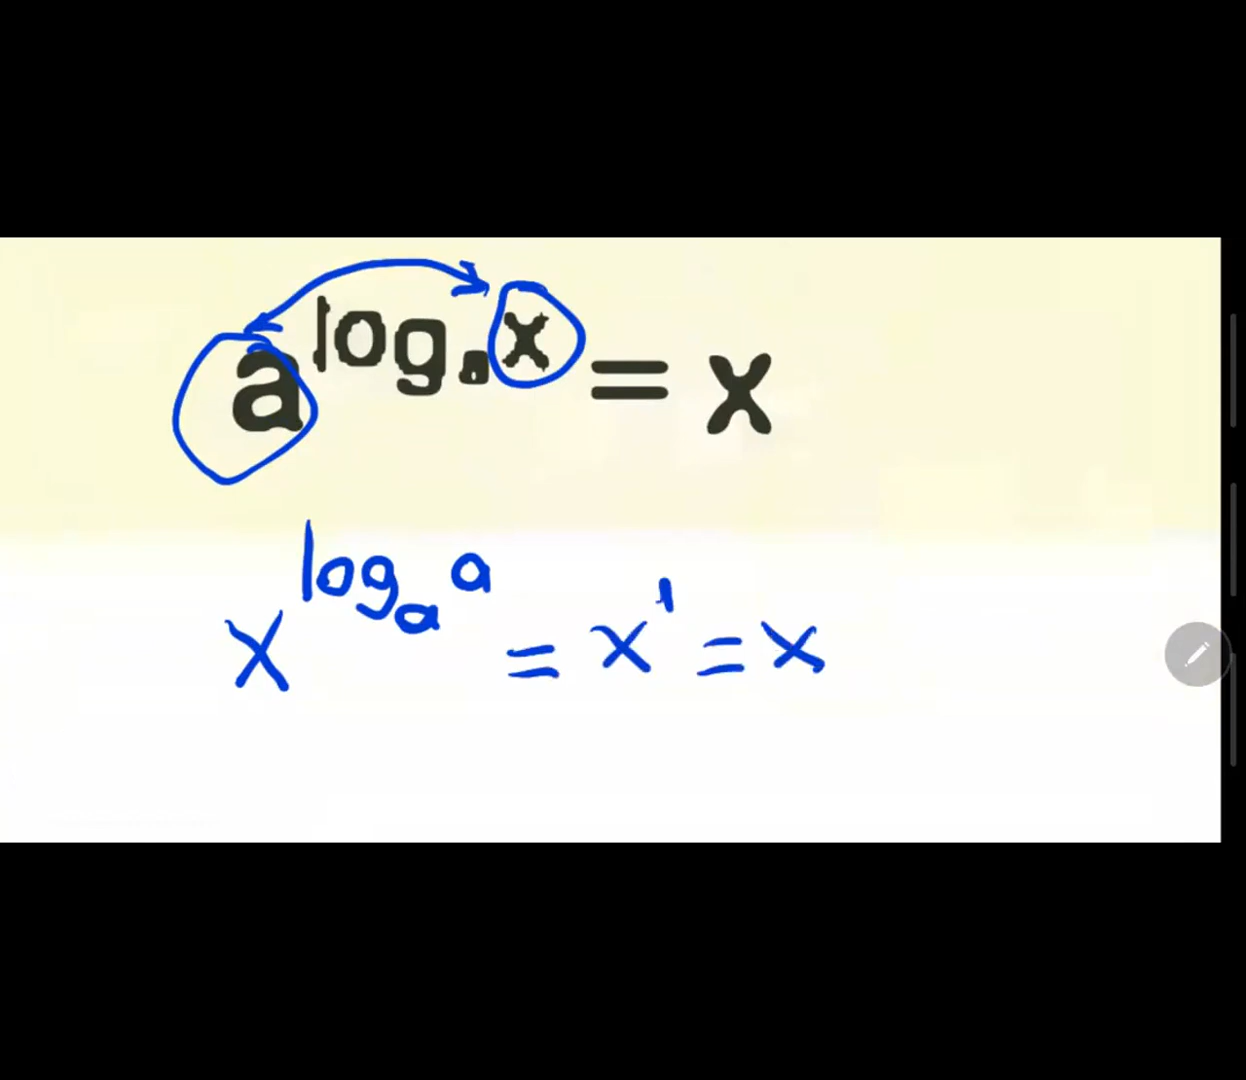 a^{log_a x} = x
x^{log_a a} = x^1 = x